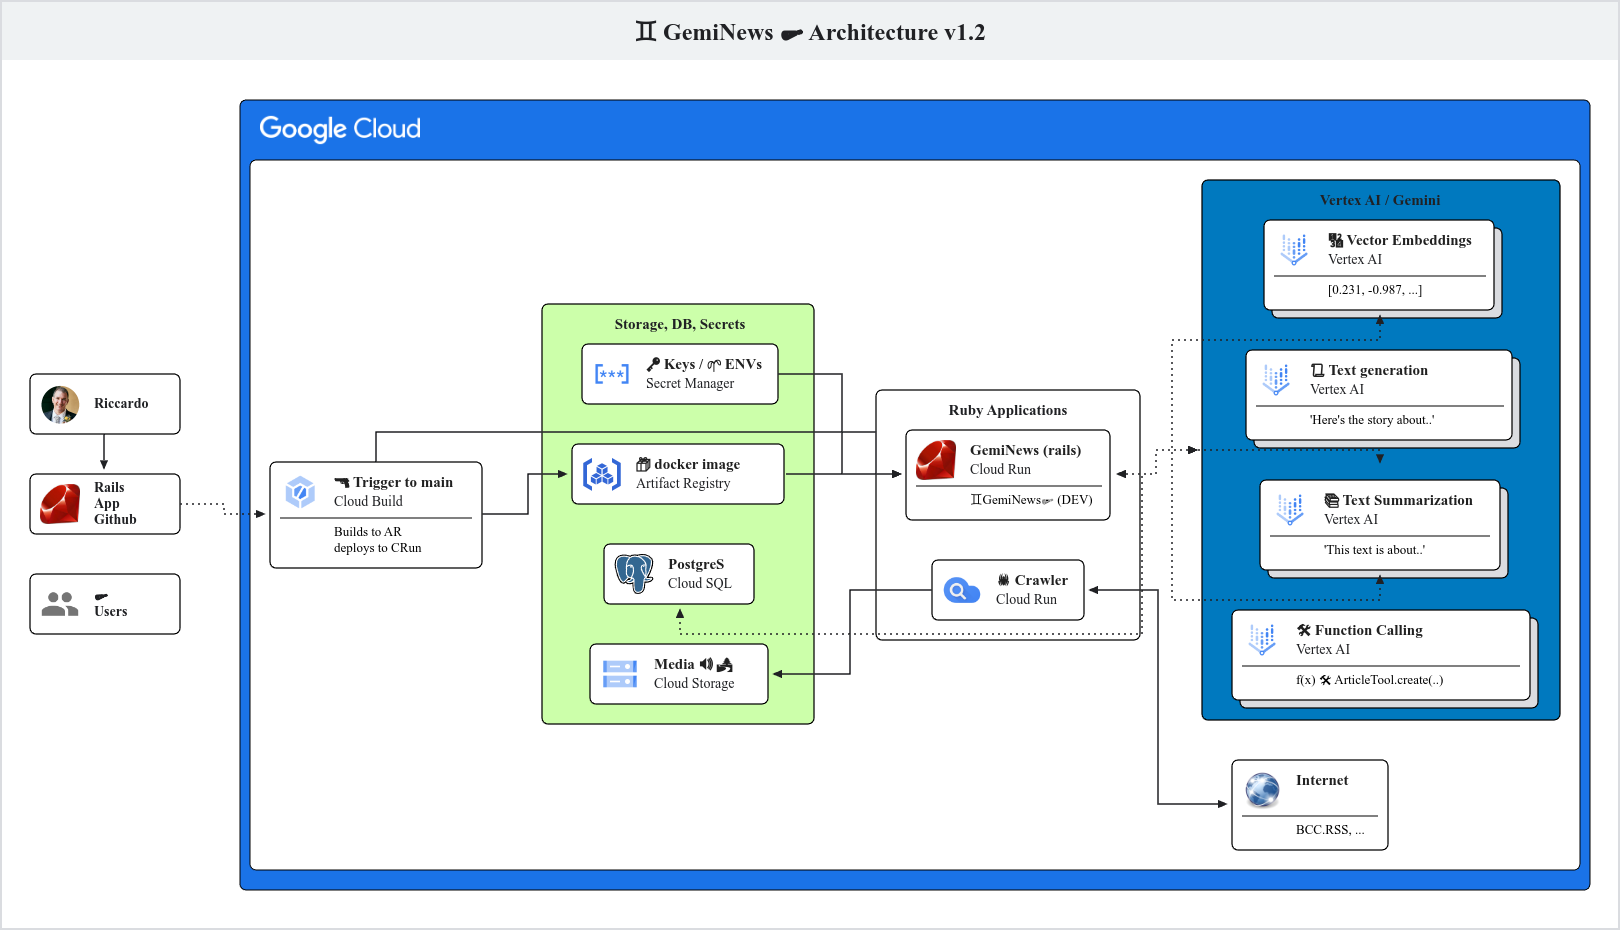 ♊ GemiNews 🫲 Architecture v1.2
Google Cloud
Riccardo
Rails
App
Github
Users
🔫 Trigger to main
Cloud Build
Builds to AR
deploys to CRun
Storage, DB, Secrets
🔑 Keys / 🌱 ENVs
Secret Manager
🎁 docker image
Artifact Registry
PostgreS
Cloud SQL
Media 🔊
Cloud Storage
Ruby Applications
GemiNews (rails)
Cloud Run
♊GemiNews (DEV)
🕷 Crawler
Cloud Run
Vertex AI / Gemini
🔢 Vector Embeddings
Vertex AI
[0.231, -0.987, ...]
📜 Text generation
Vertex AI
'Here's the story about..'
📚 Text Summarization
Vertex AI
'This text is about..'
🛠 Function Calling
Vertex AI
f(x) 🛠 ArticleTool.create(..)
Internet
BCC.RSS, ...